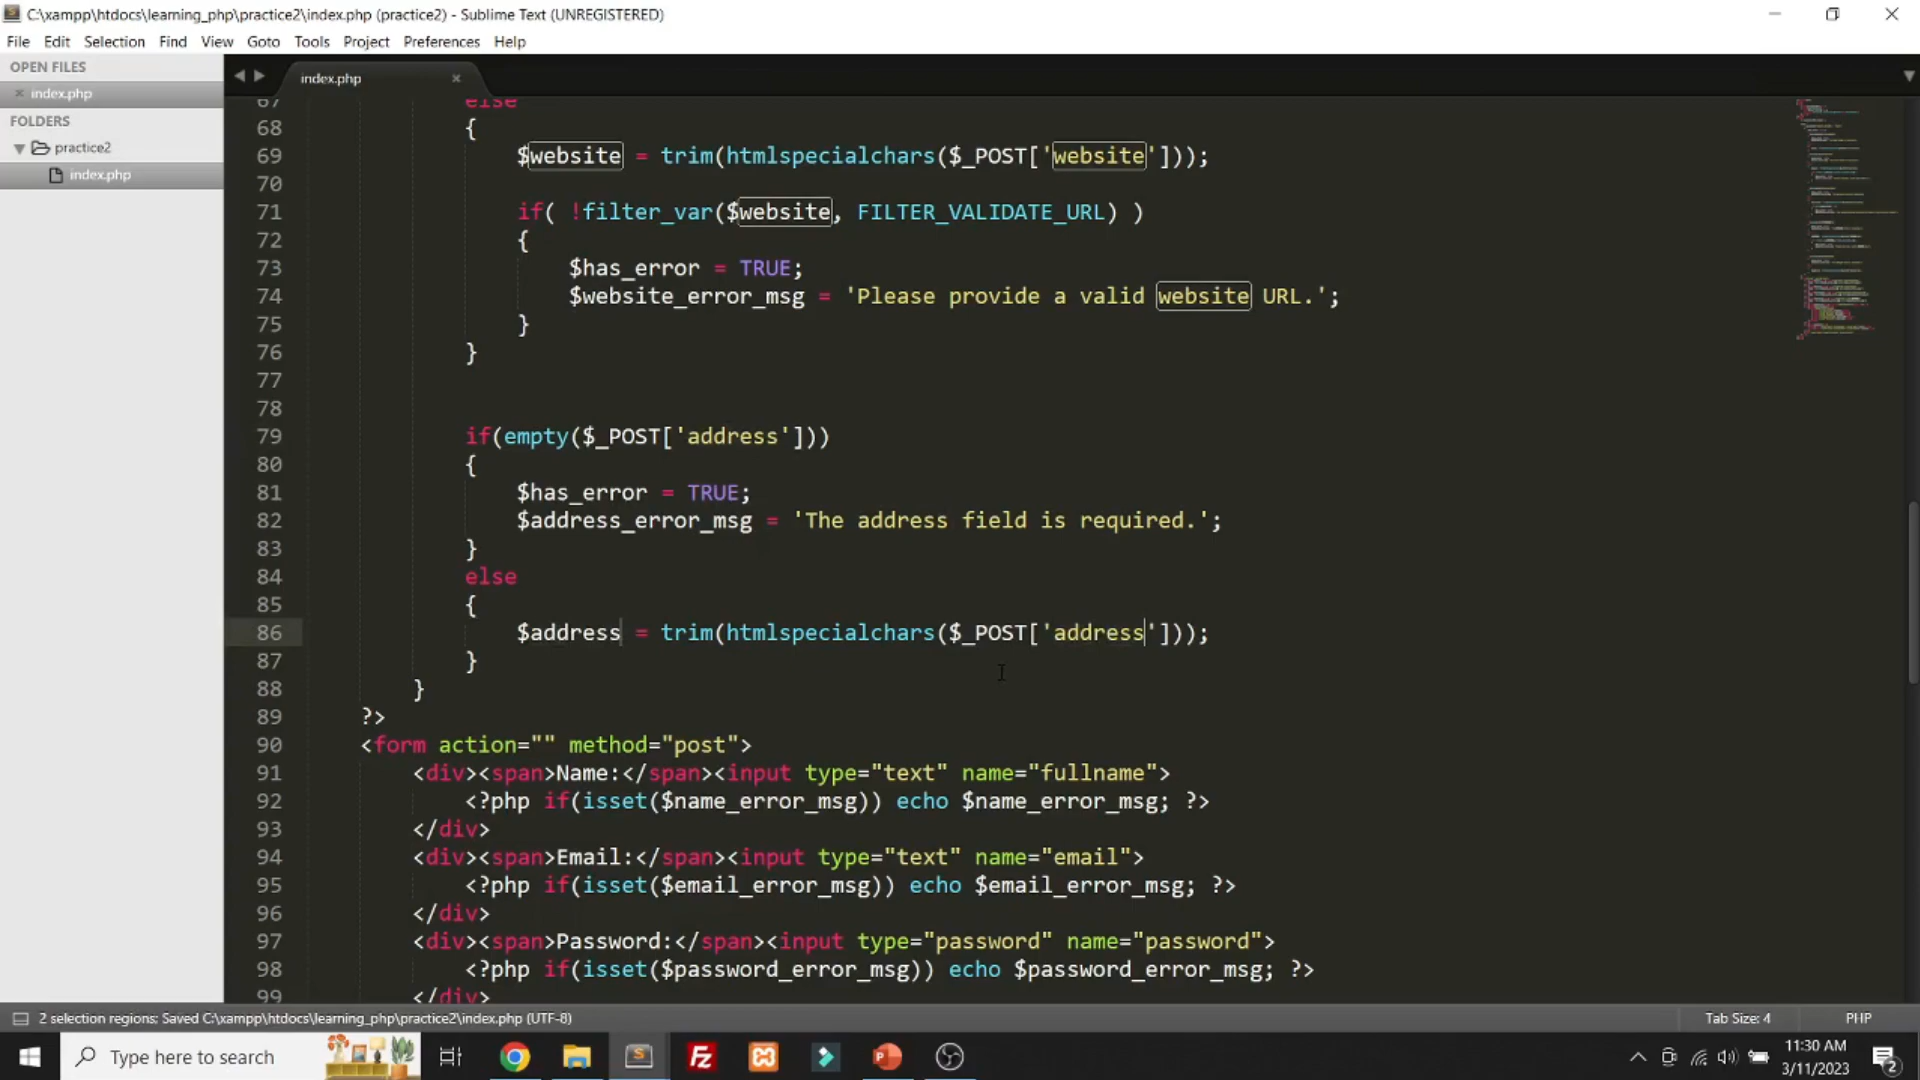 C:\xampp\htdocs\learning_php\practice2\index.php (practice2) - Sublime Text (UNREGISTERED)
File Edit Selection Find View Goto Tools Project Preferences Help
OPEN FILES
index.php
FOLDERS
practice2
index.php
index.php
67 else
68 {
69 $website = trim(htmlspecialchars($_POST['website']));
70
71 if( !filter_var($website, FILTER_VALIDATE_URL) )
72 {
73 $has_error = TRUE;
74 $website_error_msg = 'Please provide a valid website URL.';
75 }
76 }
77
78
79 if(empty($_POST['address']))
80 {
81 $has_error = TRUE;
82 $address_error_msg = 'The address field is required.';
83 }
84 else
85 {
86 $address = trim(htmlspecialchars($_POST['address']));
87 }
88 }
89 ?>
90 <form action="" method="post">
91 <div><span>Name:</span><input type="text" name="fullname">
92 <?php if(isset($name_error_msg)) echo $name_error_msg; ?>
93 </div>
94 <div><span>Email:</span><input type="text" name="email">
95 <?php if(isset($email_error_msg)) echo $email_error_msg; ?>
96 </div>
97 <div><span>Password:</span><input type="password" name="password">
98 <?php if(isset($password_error_msg)) echo $password_error_msg; ?>
99 </div>
2 selection regions: Saved C:\xampp\htdocs\learning_php\practice2\index.php (UTF-8)
Tab Size: 4
PHP
Type here to search
11:30 AM
3/11/2023
2